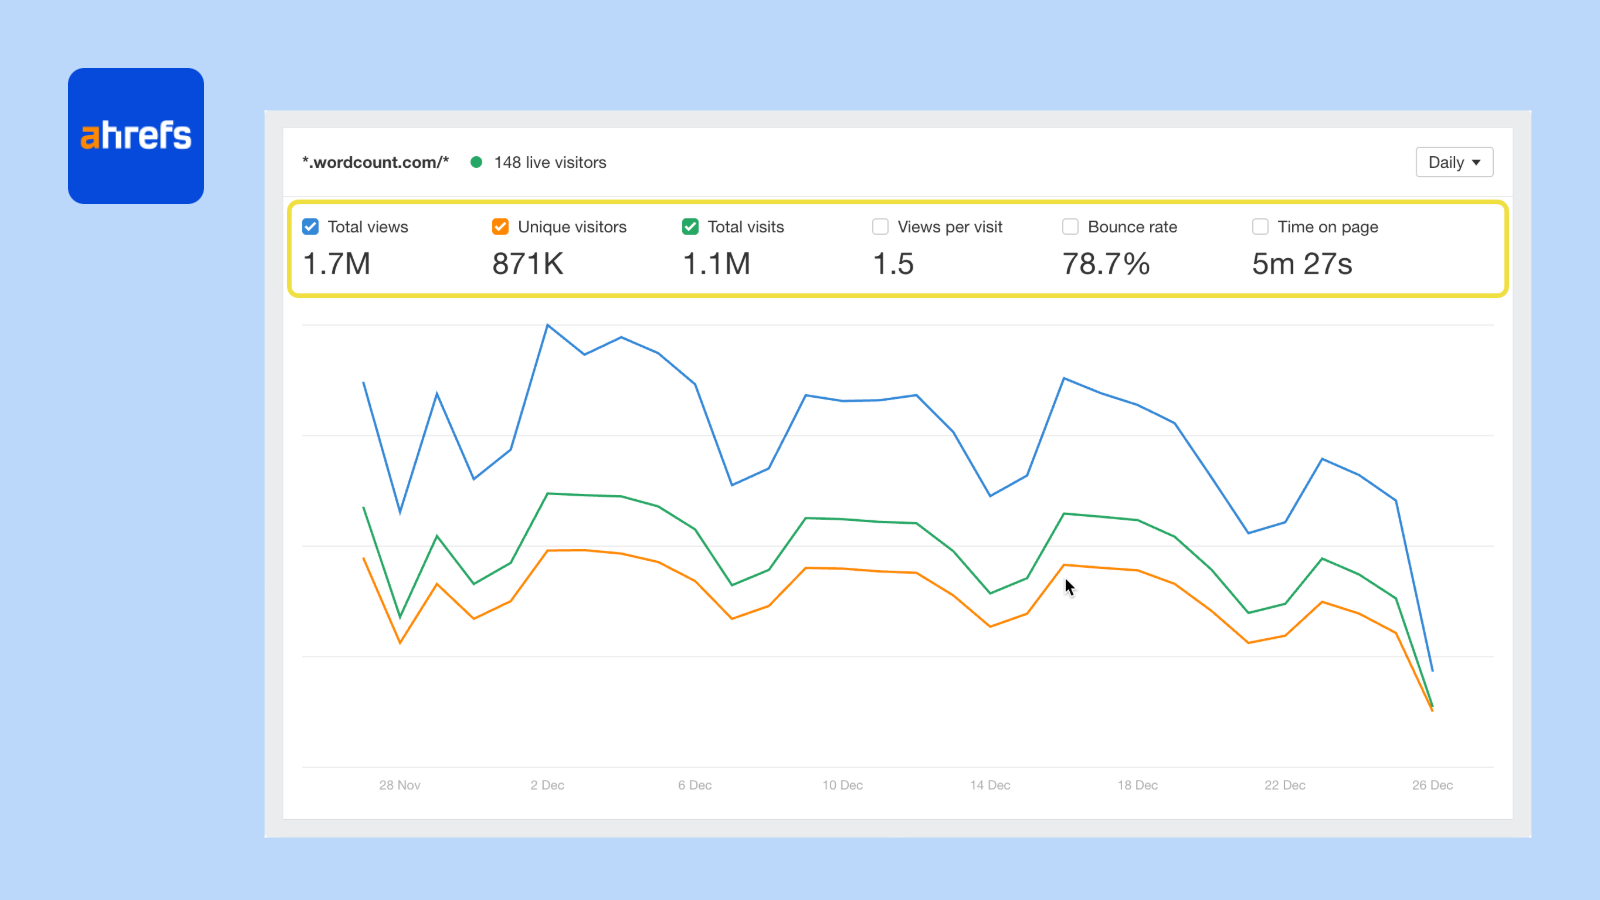 ahrefs
*.wordcount.com/* 148 live visitors Daily
Total views Unique visitors Total visits Views per visit Bounce rate Time on page
1.7M 871K 1.1M 1.5 78.7% 5m 27s
28 Nov 2 Dec 6 Dec 10 Dec 14 Dec 18 Dec 22 Dec 26 Dec